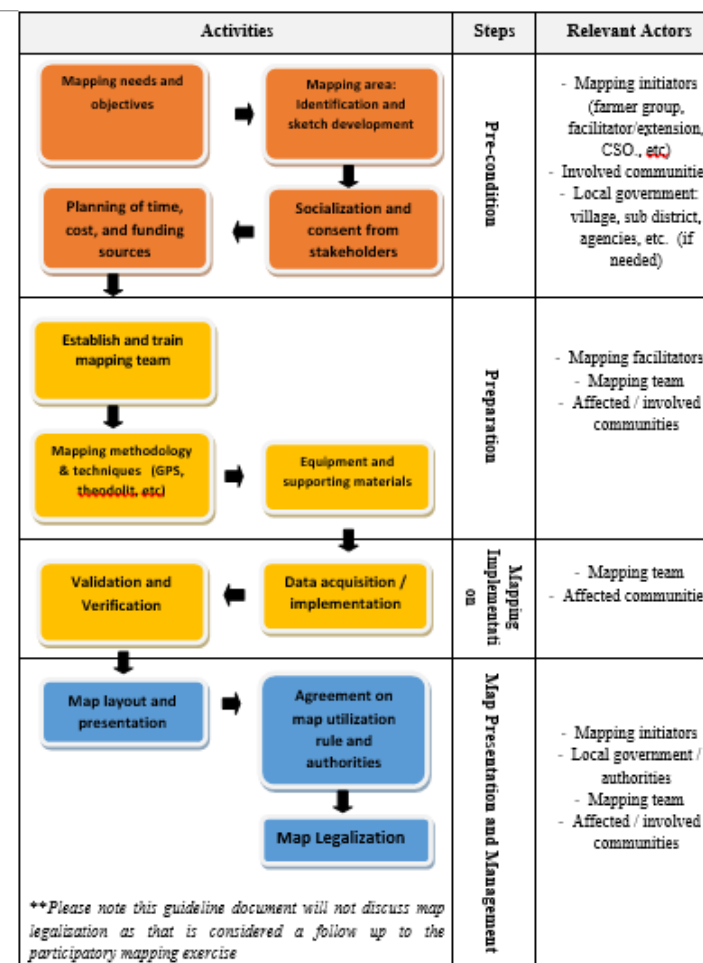 Activities
Steps
Relevant Actors
Mapping needs and
objectives
Mapping area:
Identification and
sketch development
Planning of time,
cost, and funding
sources
Socialization and
consent from
stakeholders
Pre-condition
- Mapping initiators
(farmer group,
facilitator/extension,
CSO., etc)
- Involved communitie
- Local government:
village, sub district,
agencies, etc. (if
needed)
Establish and train
mapping team
Mapping methodology
& techniques (GPS,
theodolit, etc)
Equipment and
supporting materials
Preparation
- Mapping facilitators
- Mapping team
- Affected / involved
communities
Validation and
Verification
Data acquisition /
implementation
Mapping
Implementati
on
- Mapping team
- Affected communitie
Map layout and
presentation
Agreement on
map utilization
rule and
authorities
Map Legalization
**Please note this guideline document will not discuss map
legalization as that is considered a follow up to the
participatory mapping exercise
Map Presentation and Management
- Mapping initiators
- Local government /
authorities
- Mapping team
- Affected / involved
communities